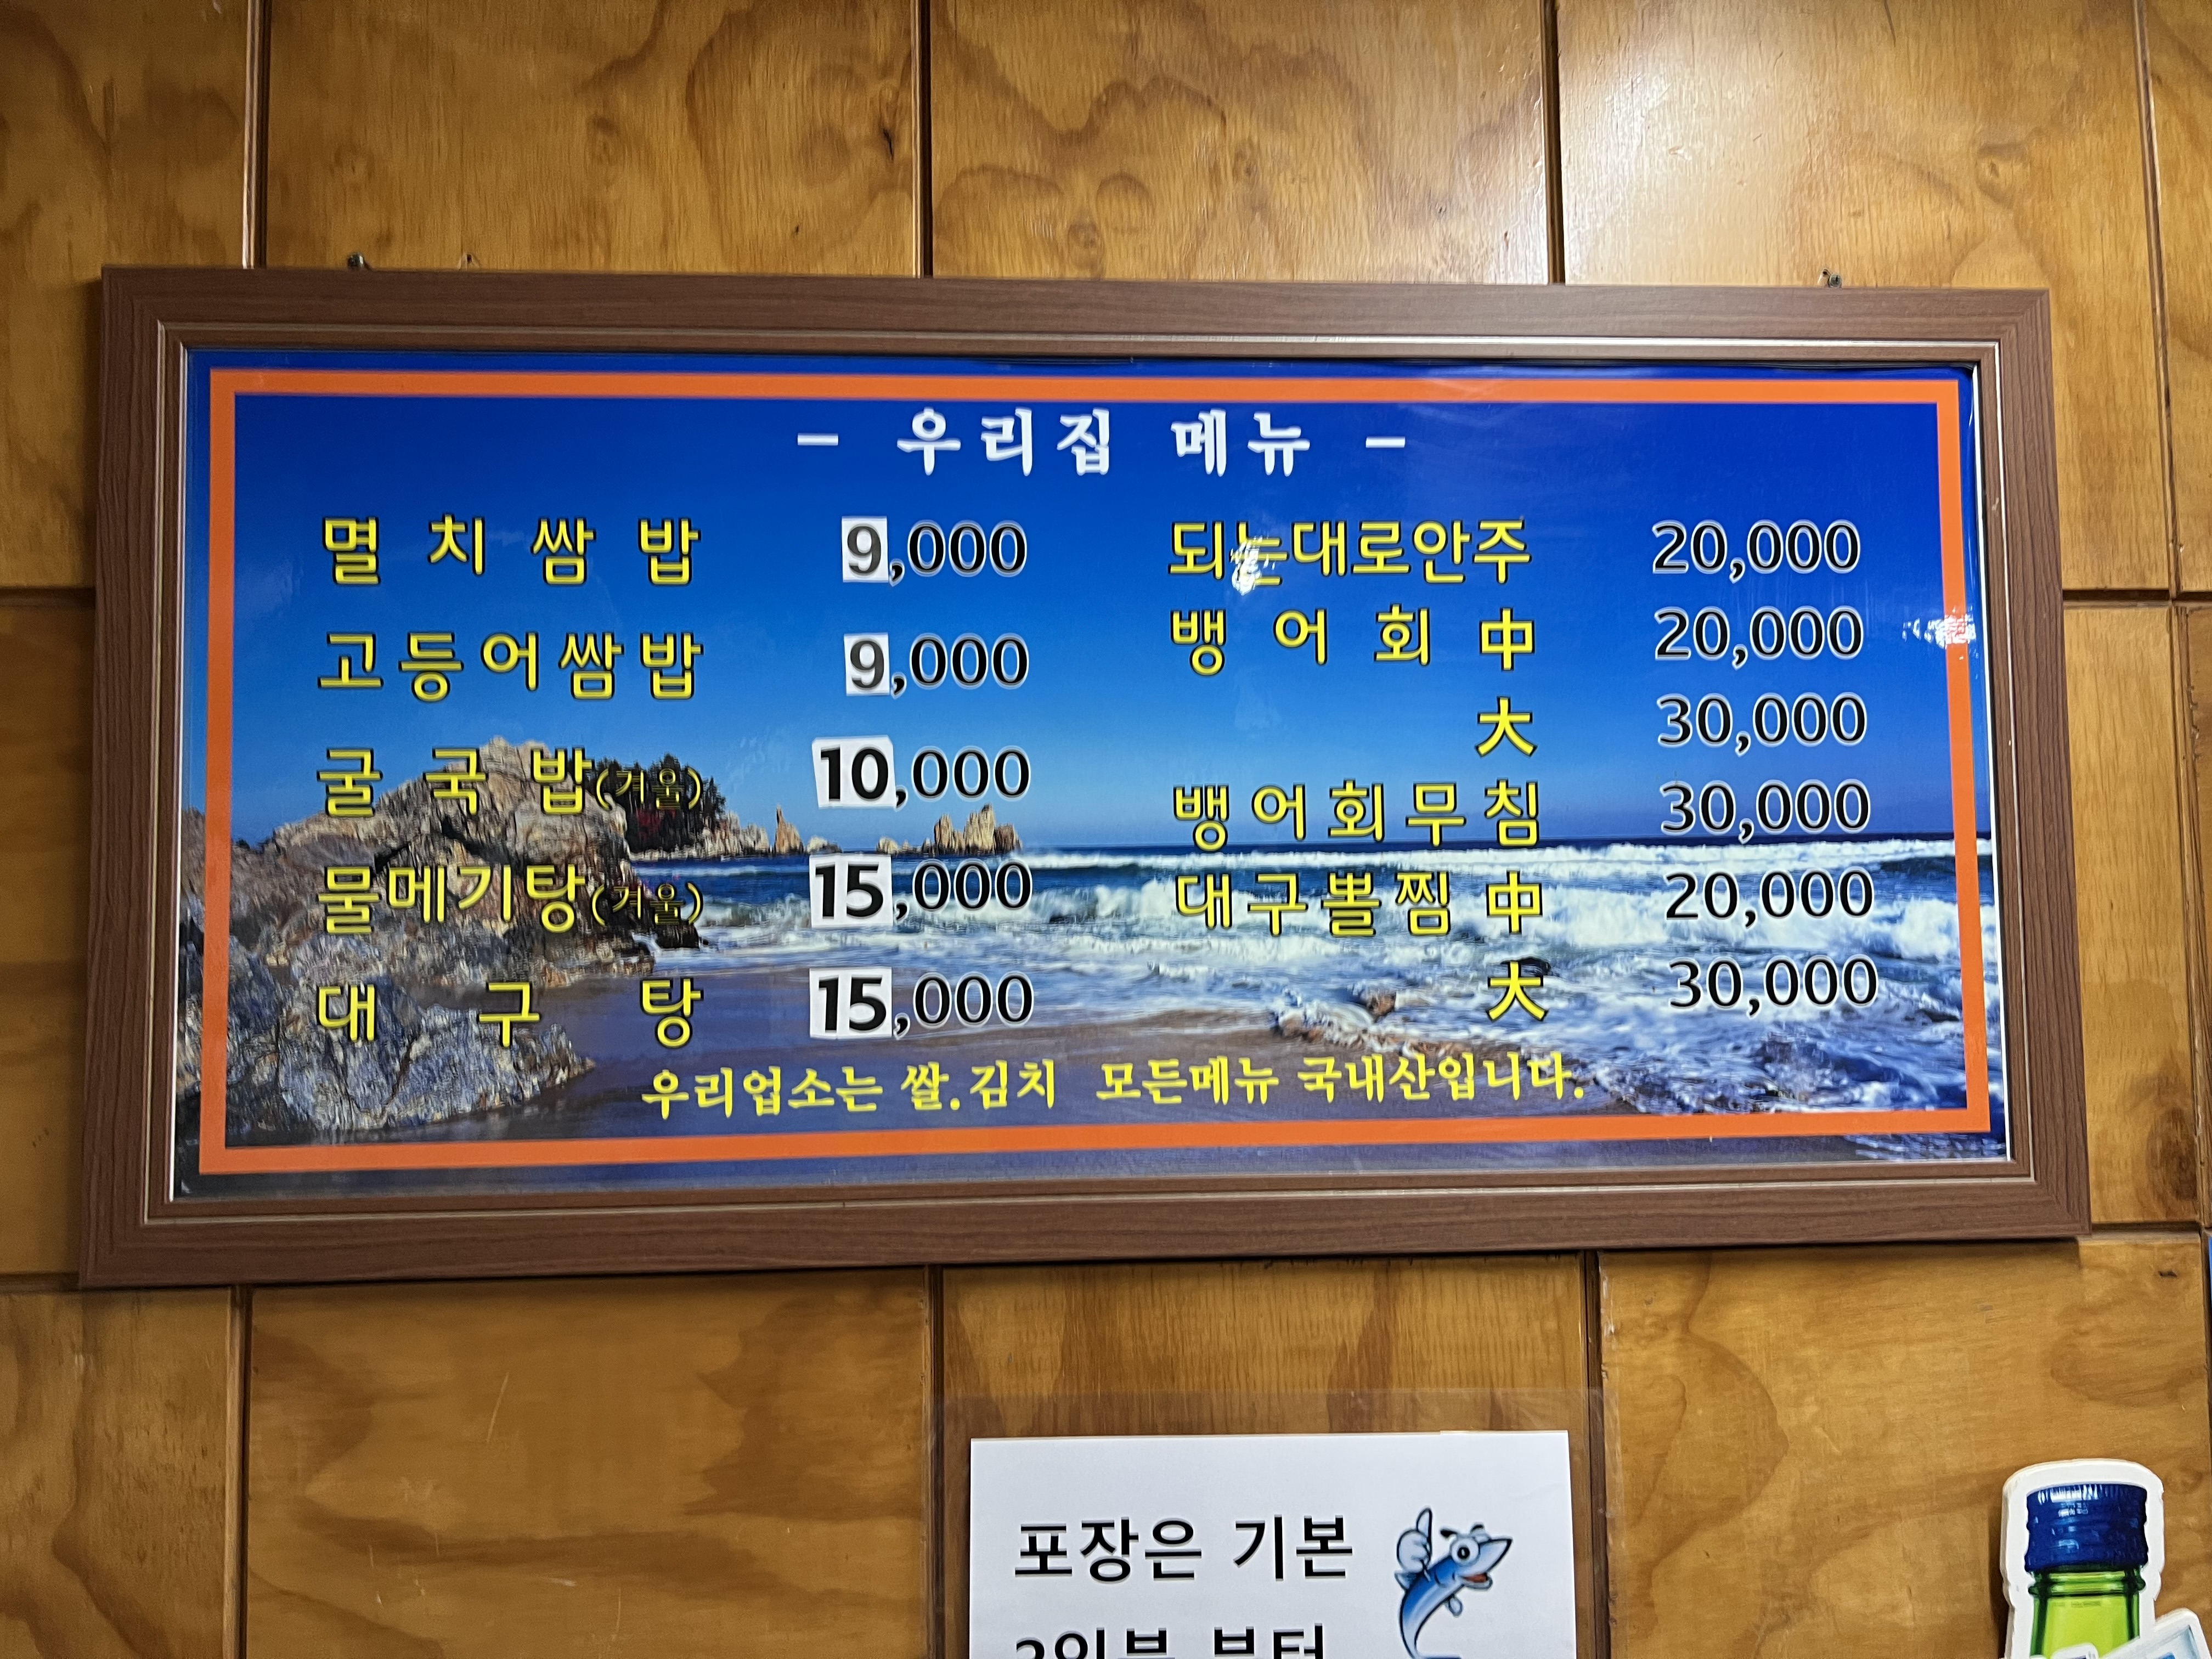 - 우리집 메뉴 -
멸치쌈밥 9,000
고등어쌈밥 9,000
굴국밥(겨울) 10,000
물메기탕(겨울) 15,000
대구탕 15,000
되는대로안주 20,000
뱅어회 中 20,000
大 30,000
뱅어회무침 30,000
대구뽈찜 中 20,000
大 30,000
우리업소는 쌀.김치 모든메뉴 국내산입니다.
포장은 기본
부터